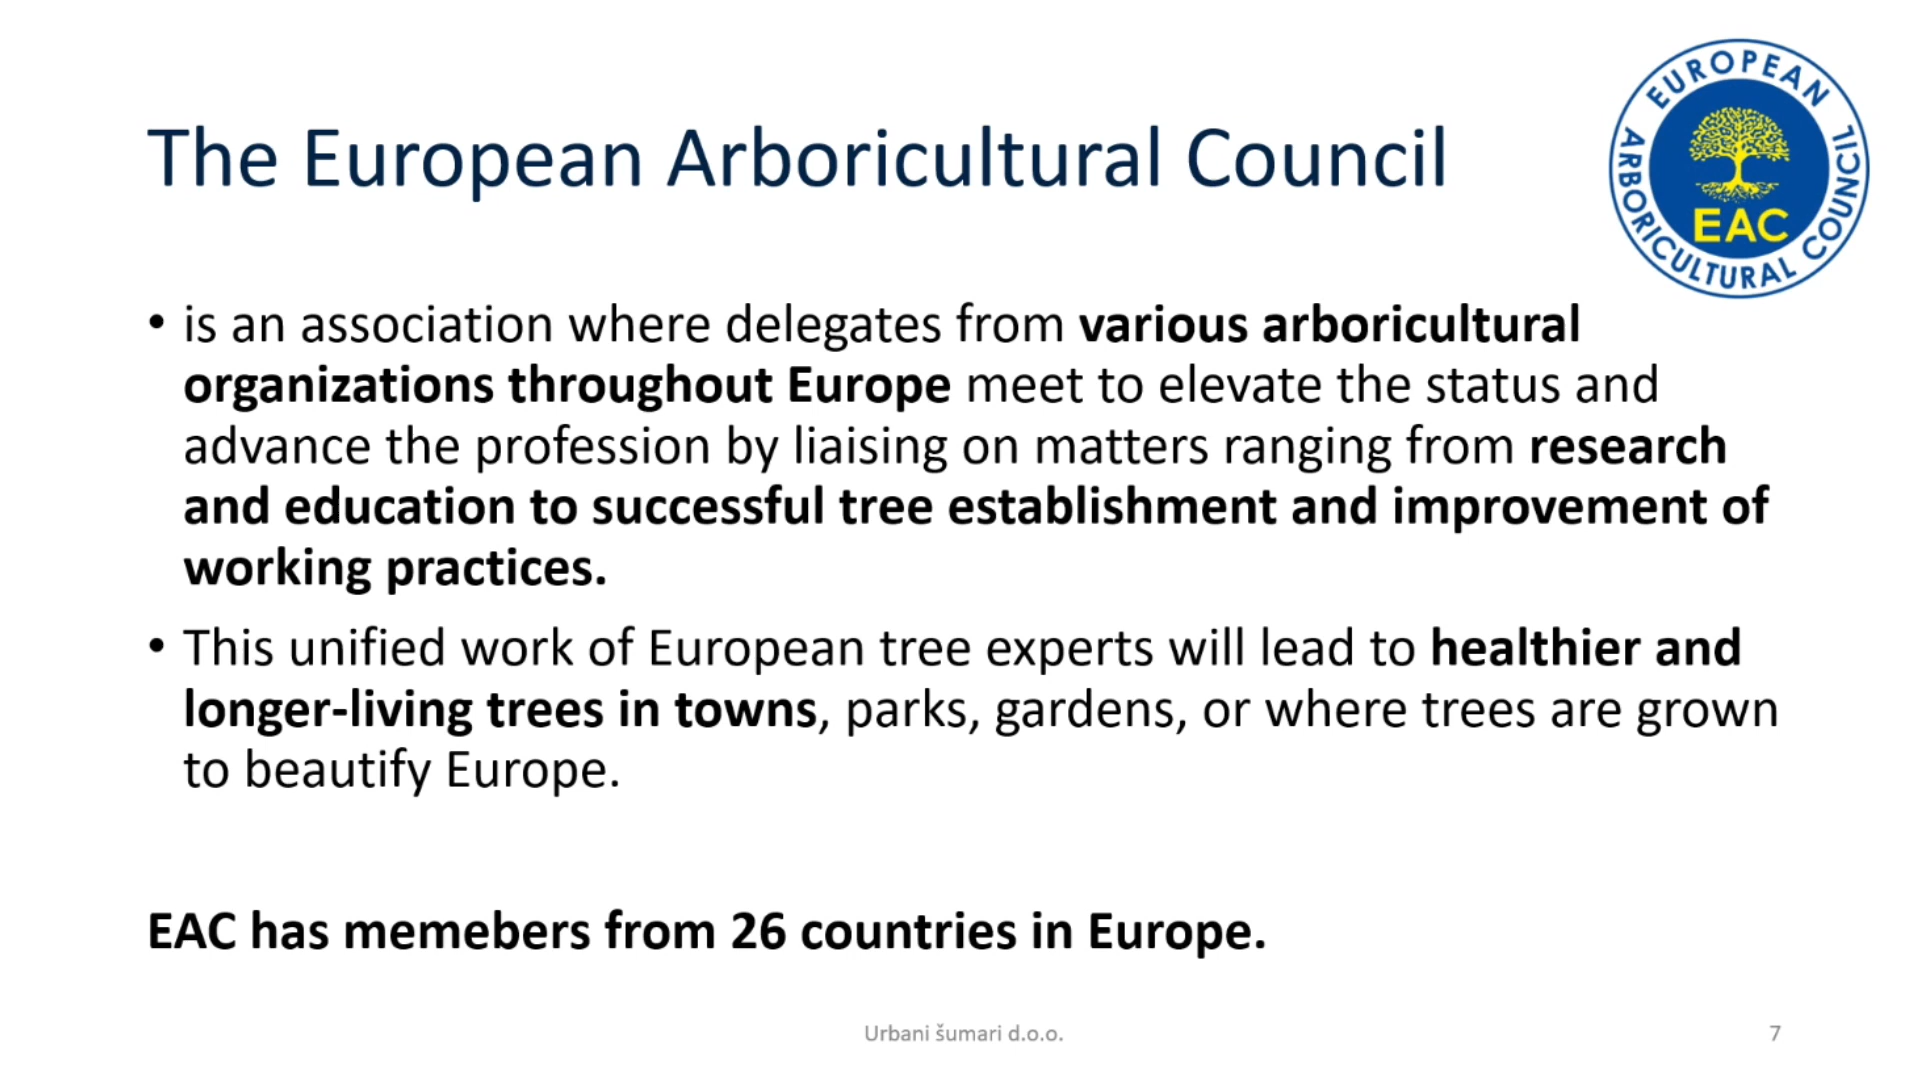 The European Arboricultural Council
EUROPEAN
ARBORICULTURAL COUNCIL
EAC
• is an association where delegates from various arboricultural
organizations throughout Europe meet to elevate the status and
advance the profession by liaising on matters ranging from research
and education to successful tree establishment and improvement of
working practices.
• This unified work of European tree experts will lead to healthier and
longer-living trees in towns, parks, gardens, or where trees are grown
to beautify Europe.
EAC has memebers from 26 countries in Europe.
Urbani šumari d.o.o.
7